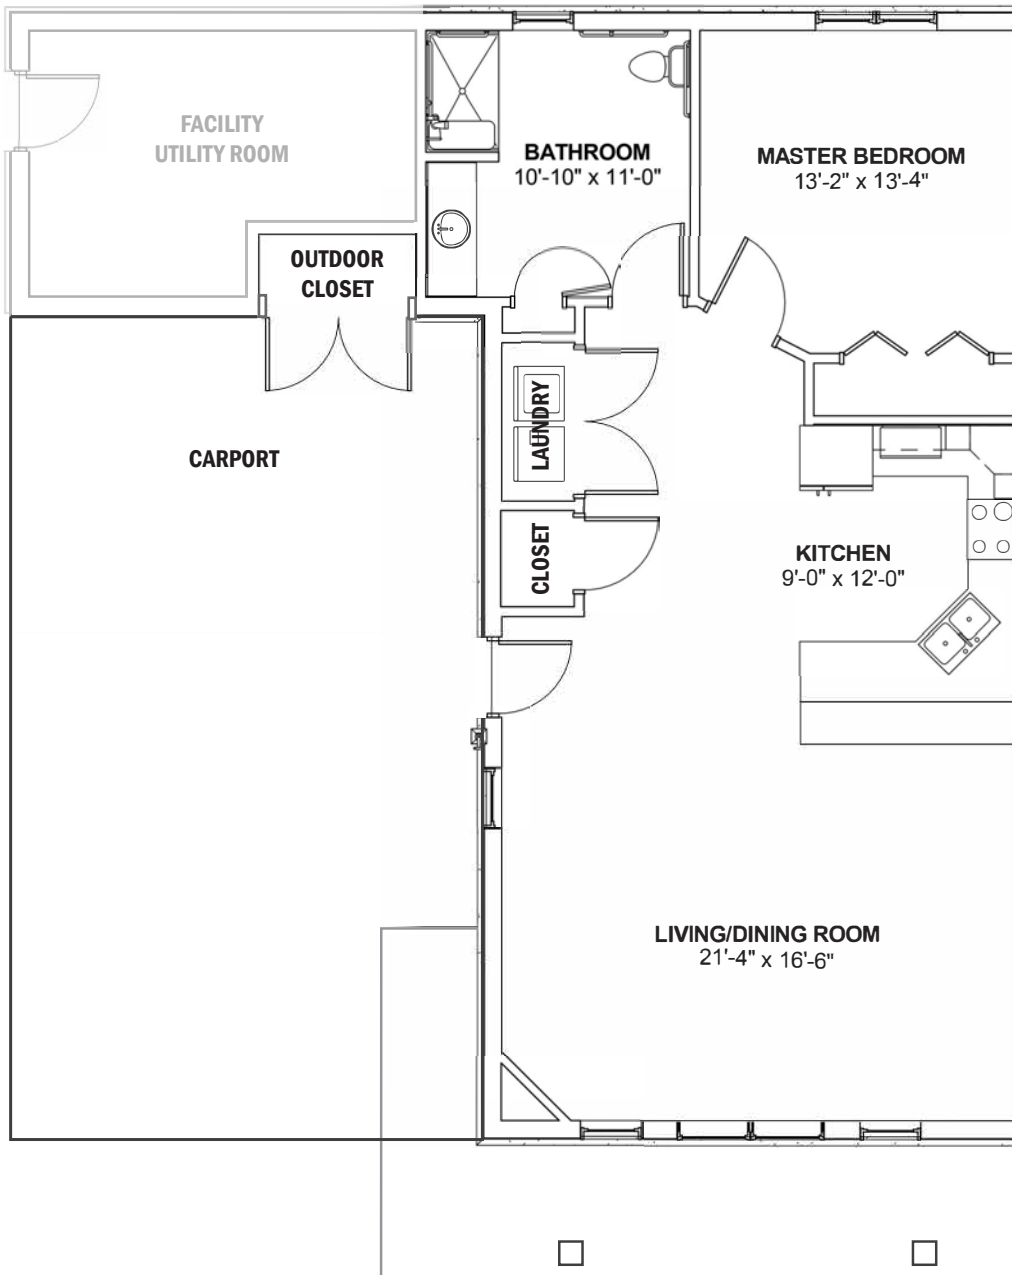 FACILITY
UTILITY ROOM
BATHROOM
10'-10" x 11'-0"
MASTER BEDROOM
13'-2" x 13'-4"
OUTDOOR
CLOSET
LAUNDRY
CARPORT
CLOSET
KITCHEN
9'-0" x 12'-0"
LIVING/DINING ROOM
21'-4" x 16'-6"